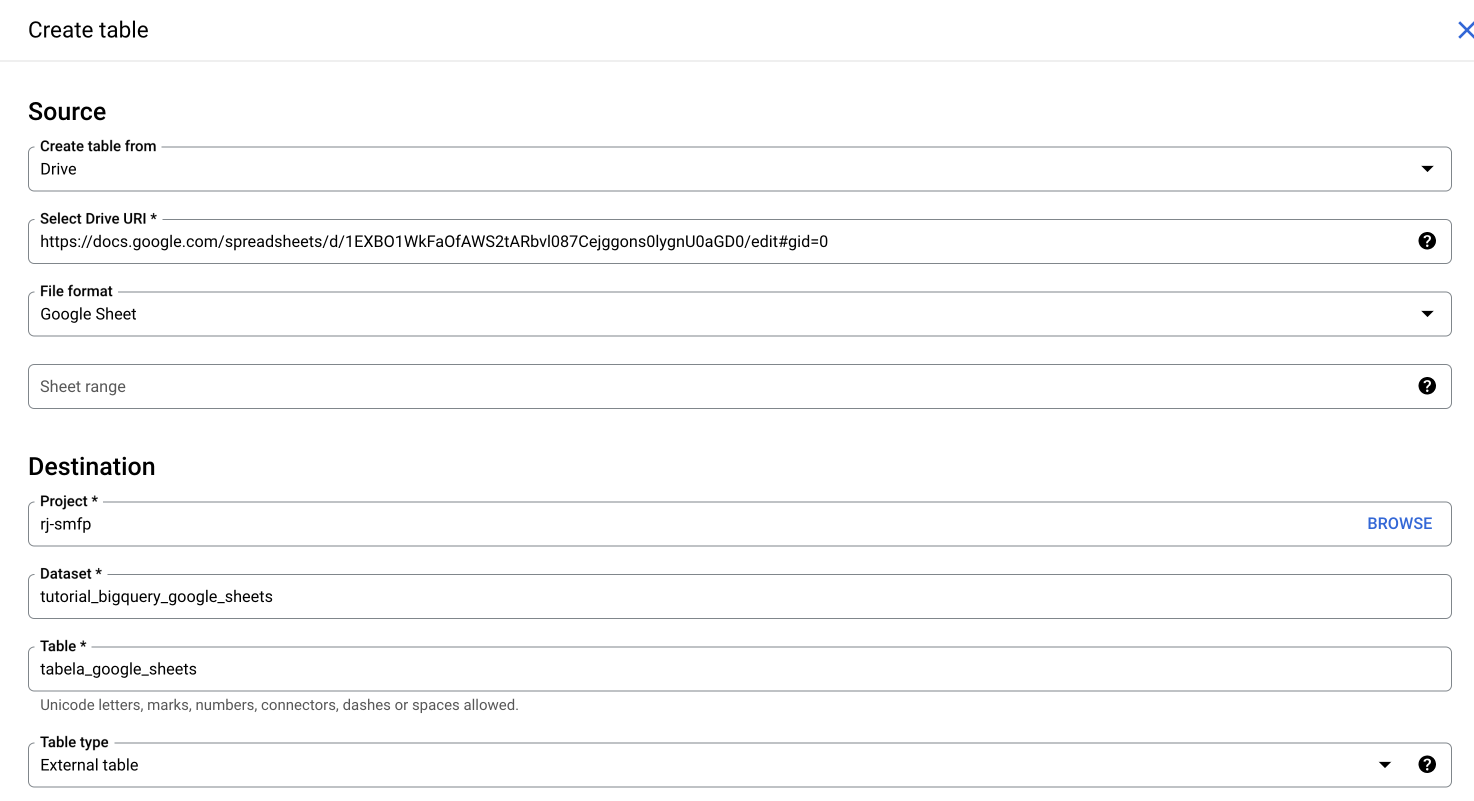 Create table
Source
Create table from
Drive
Select Drive URI *
https://docs.google.com/spreadsheets/d/1EXBO1WkFaOfAWS2tARbvl087Cejggons0lygnU0aGD0/edit#gid=0
File format
Google Sheet
Sheet range
Destination
Project *
rj-smfp
BROWSE
Dataset *
tutorial_bigquery_google_sheets
Table *
tabela_google_sheets
Unicode letters, marks, numbers, connectors, dashes or spaces allowed.
Table type
External table